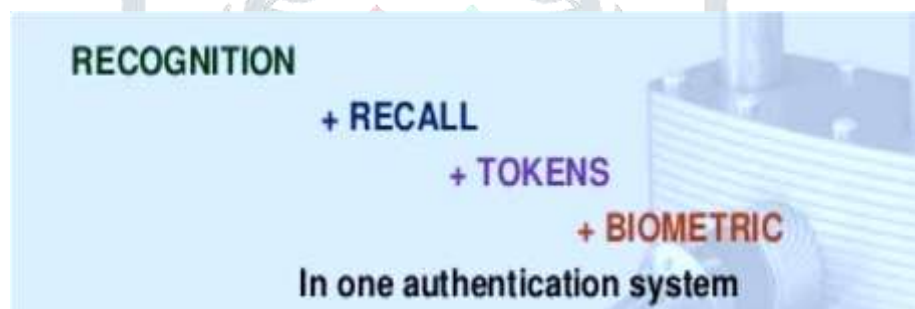 RECOGNITION
+ RECALL
+ TOKENS
+ BIOMETRIC
In one authentication system